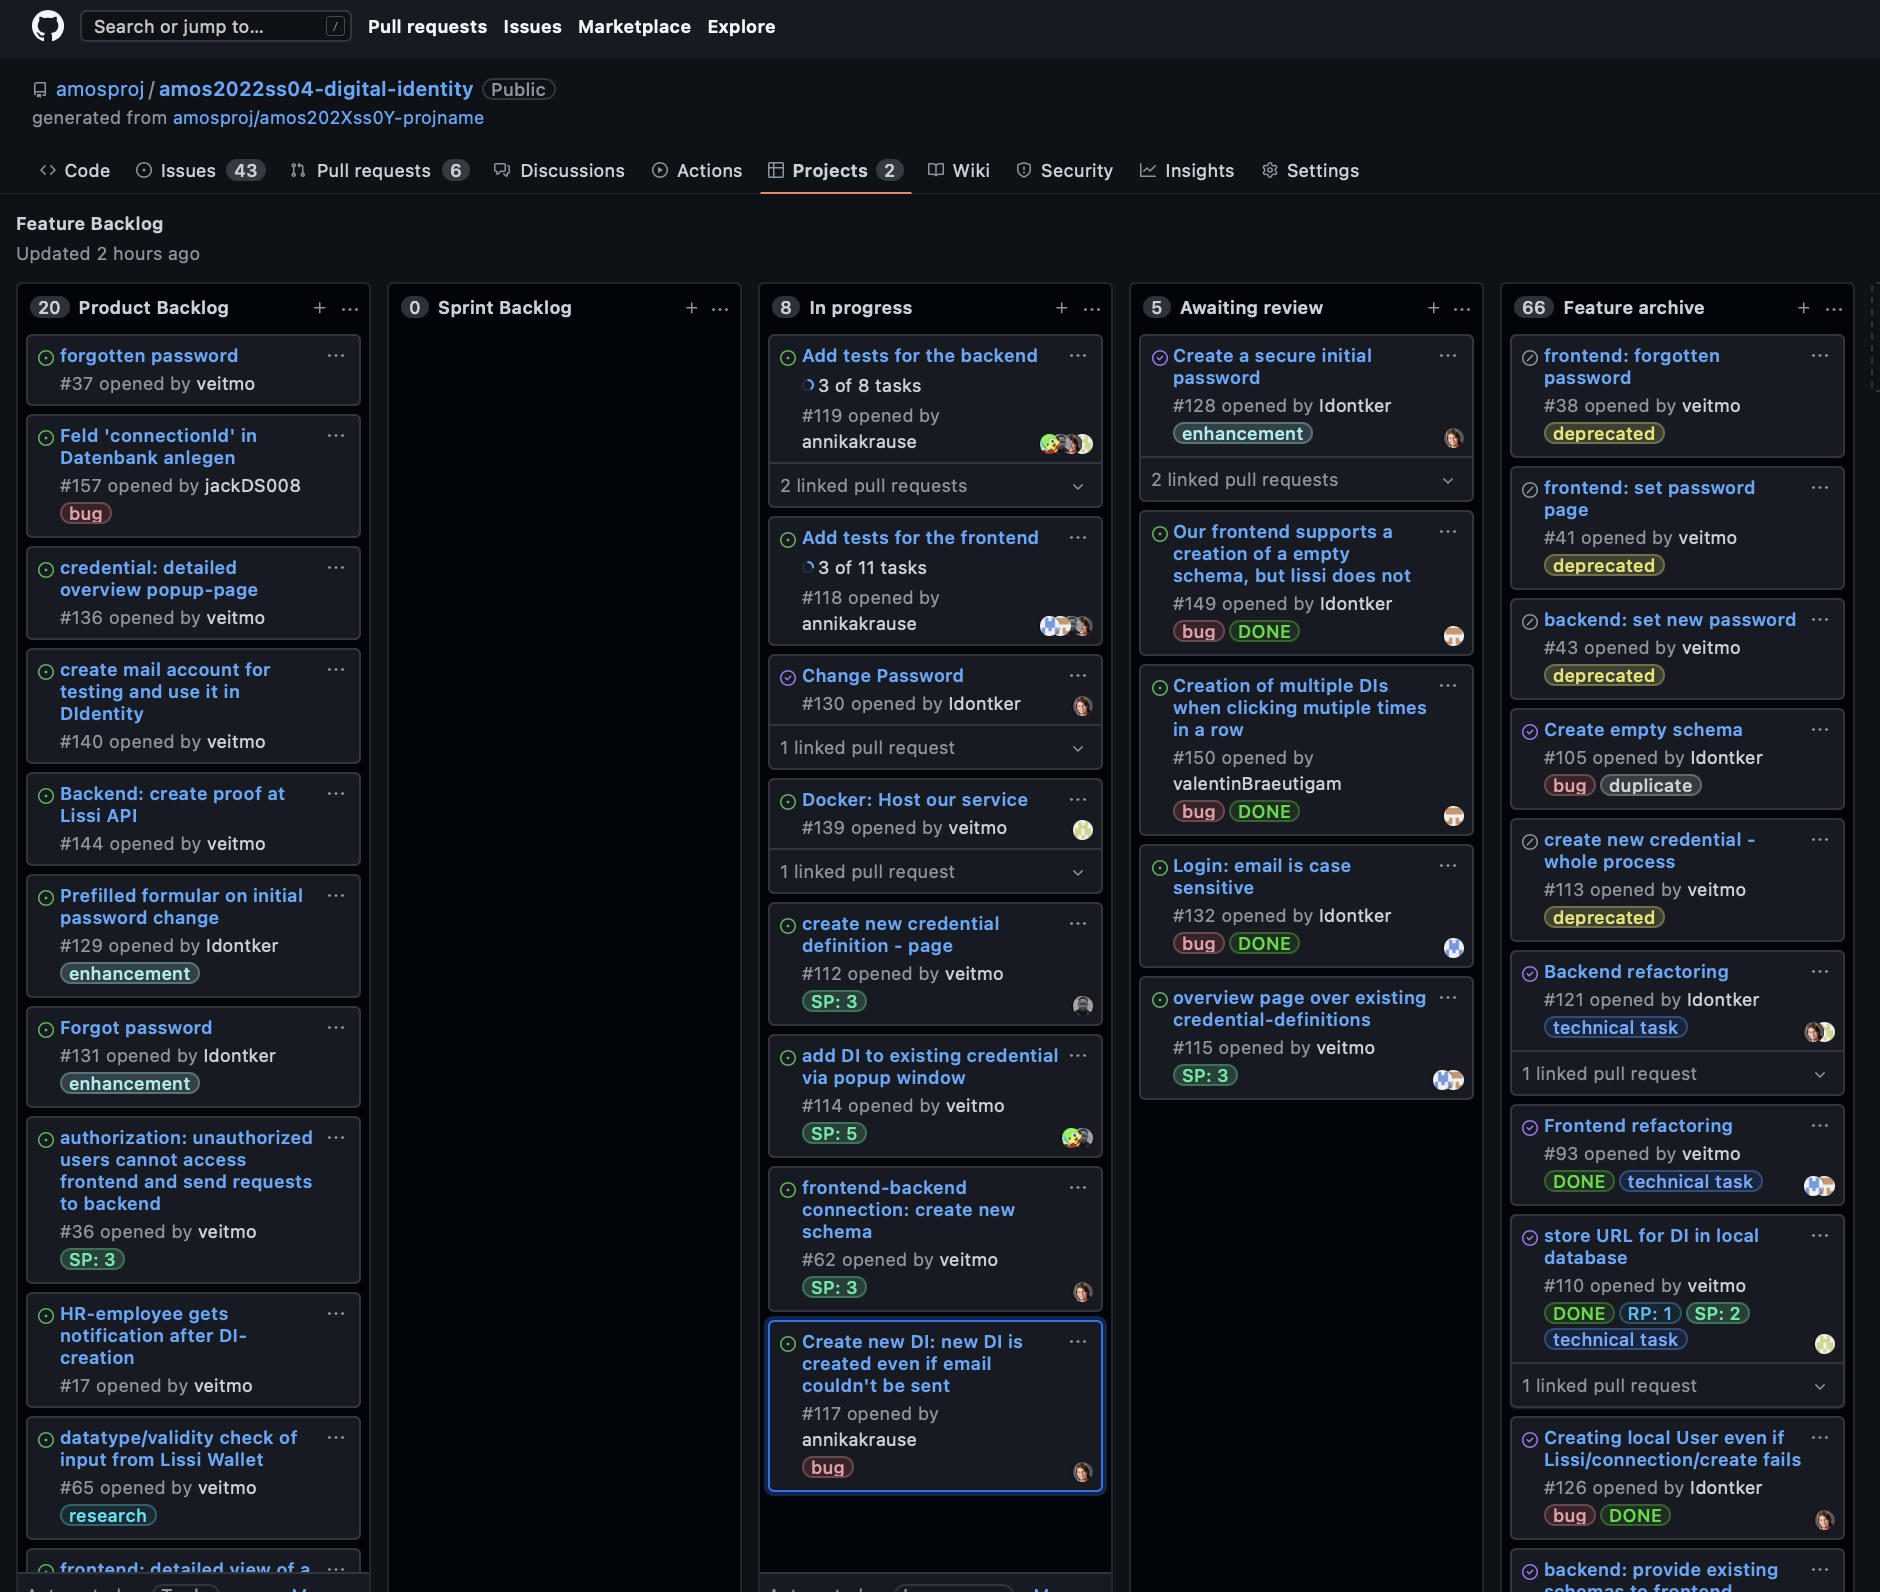 Search or jump to... /
Pull requests Issues Marketplace Explore
amosproj / amos2022ss04-digital-identity Public
generated from amosproj/amos202Xss0Y-projname
Code Issues 43 Pull requests 6 Discussions Actions Projects 2 Wiki Security Insights Settings
Feature Backlog
Updated 2 hours ago
20 Product Backlog + ...
forgotten password
#37 opened by veitmo
Feld 'connectionId' in
Datenbank anlegen
#157 opened by jackDS008
bug
credential: detailed
overview popup-page
#136 opened by veitmo
create mail account for
testing and use it in
DIdentity
#140 opened by veitmo
Backend: create proof at
Lissi API
#144 opened by veitmo
Prefilled formular on initial
password change
#129 opened by Idontker
enhancement
Forgot password
#131 opened by Idontker
enhancement
authorization: unauthorized
users cannot access
frontend and send requests
to backend
#36 opened by veitmo
SP: 3
HR-employee gets
notification after DI-
creation
#17 opened by veitmo
datatype/validity check of
input from Lissi Wallet
#65 opened by veitmo
research
frontend: detailed view of a
0 Sprint Backlog + ...
8 In progress + ...
Add tests for the backend
3 of 8 tasks
#119 opened by
annikakrause
2 linked pull requests
Add tests for the frontend
3 of 11 tasks
#118 opened by
annikakrause
Change Password
#130 opened by Idontker
1 linked pull request
Docker: Host our service
#139 opened by veitmo
1 linked pull request
create new credential
definition - page
#112 opened by veitmo
SP: 3
add DI to existing credential
via popup window
#114 opened by veitmo
SP: 5
frontend-backend
connection: create new
schema
#62 opened by veitmo
SP: 3
Create new DI: new DI is
created even if email
couldn't be sent
#117 opened by
annikakrause
bug
5 Awaiting review + ...
Create a secure initial
password
#128 opened by Idontker
enhancement
2 linked pull requests
Our frontend supports a
creation of a empty
schema, but lissi does not
#149 opened by Idontker
bug DONE
Creation of multiple DIs
when clicking mutiple times
in a row
#150 opened by
valentinBraeutigam
bug DONE
Login: email is case
sensitive
#132 opened by Idontker
bug DONE
overview page over existing
credential-definitions
#115 opened by veitmo
SP: 3
66 Feature archive + ...
frontend: forgotten
password
#38 opened by veitmo
deprecated
frontend: set password
page
#41 opened by veitmo
deprecated
backend: set new password
#43 opened by veitmo
deprecated
Create empty schema
#105 opened by Idontker
bug duplicate
create new credential -
whole process
#113 opened by veitmo
deprecated
Backend refactoring
#121 opened by Idontker
technical task
1 linked pull request
Frontend refactoring
#93 opened by veitmo
DONE technical task
store URL for DI in local
database
#110 opened by veitmo
DONE RP: 1 SP: 2
technical task
1 linked pull request
Creating local User even if
Lissi/connection/create fails
#126 opened by Idontker
bug DONE
backend: provide existing
schemas to frontend